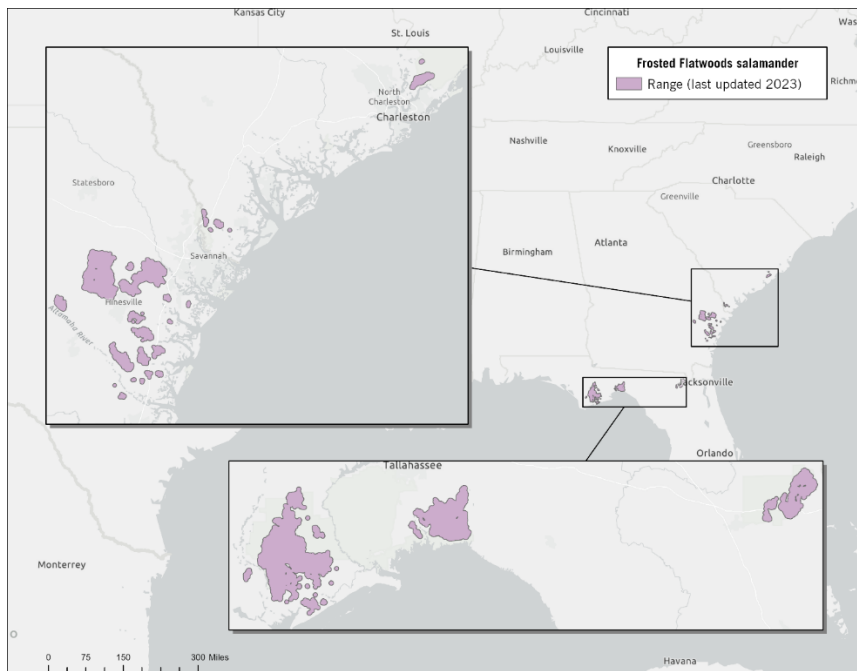 Kansas City
Cincinnati
St. Louis
Louisville
Frosted Flatwoods salamander
Range (last updated 2023)
North
Charleston
Charleston
Nashville
Knoxville
Greensboro
Raleigh
Charlotte
Greenville
Statesboro
Birmingham
Atlanta
Savannah
Hinesville
Altamaha River
Jacksonville
Orlando
Tallahassee
Monterrey
0 75 150 300 Miles
Havana